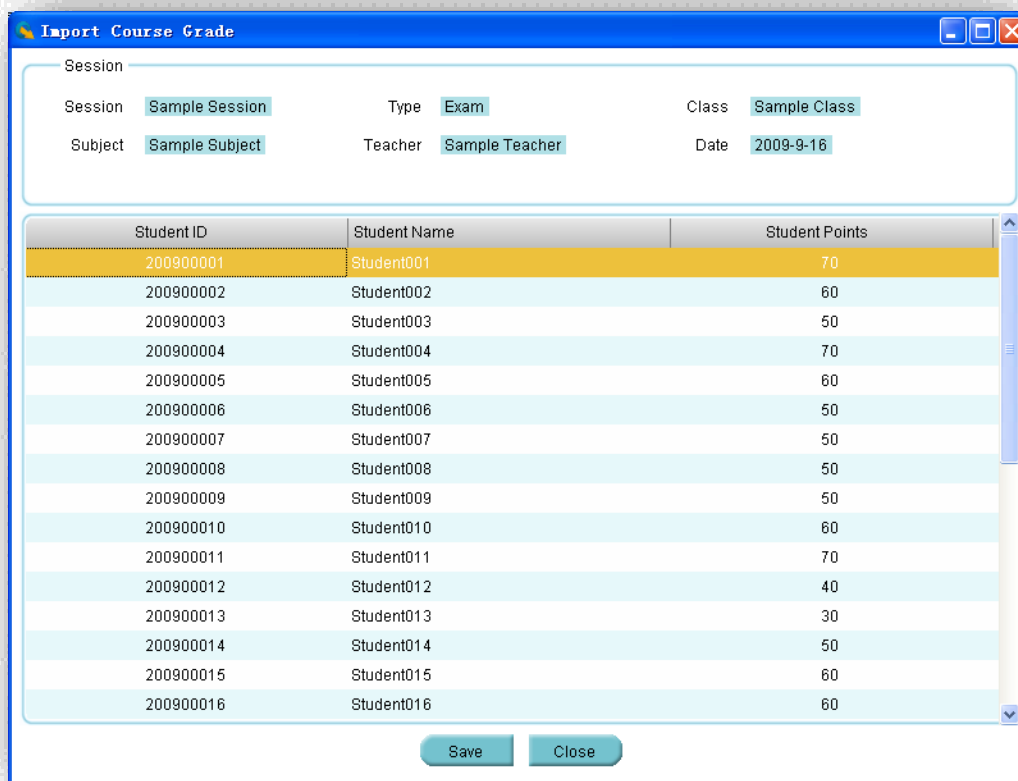 Import Course Grade
Session
Session Sample Session Type Exam Class Sample Class
Subject Sample Subject Teacher Sample Teacher Date 2009-9-16
Student ID Student Name Student Points
200900001 Student001 70
200900002 Student002 60
200900003 Student003 50
200900004 Student004 70
200900005 Student005 60
200900006 Student006 50
200900007 Student007 50
200900008 Student008 50
200900009 Student009 50
200900010 Student010 60
200900011 Student011 70
200900012 Student012 40
200900013 Student013 30
200900014 Student014 50
200900015 Student015 60
200900016 Student016 60
Save Close